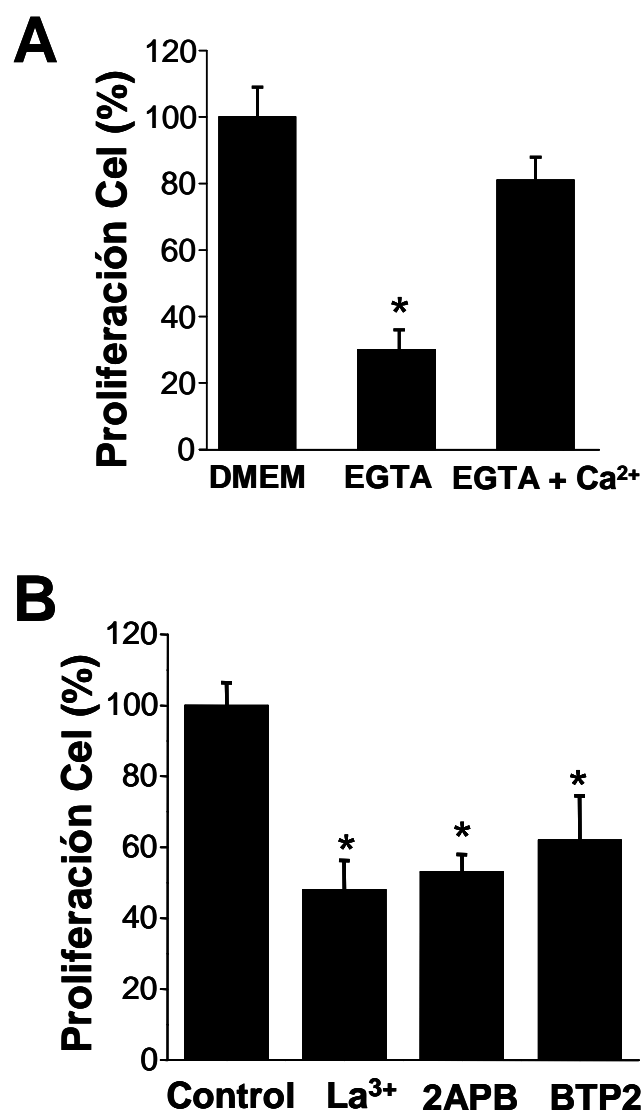 A
Proliferación Cel (%)
120
100
80
60
40
20
0
*
DMEM EGTA EGTA + Ca²⁺
B
Proliferación Cel (%)
120
100
80
60
40
20
0
* * *
Control La³⁺ 2APB BTP2